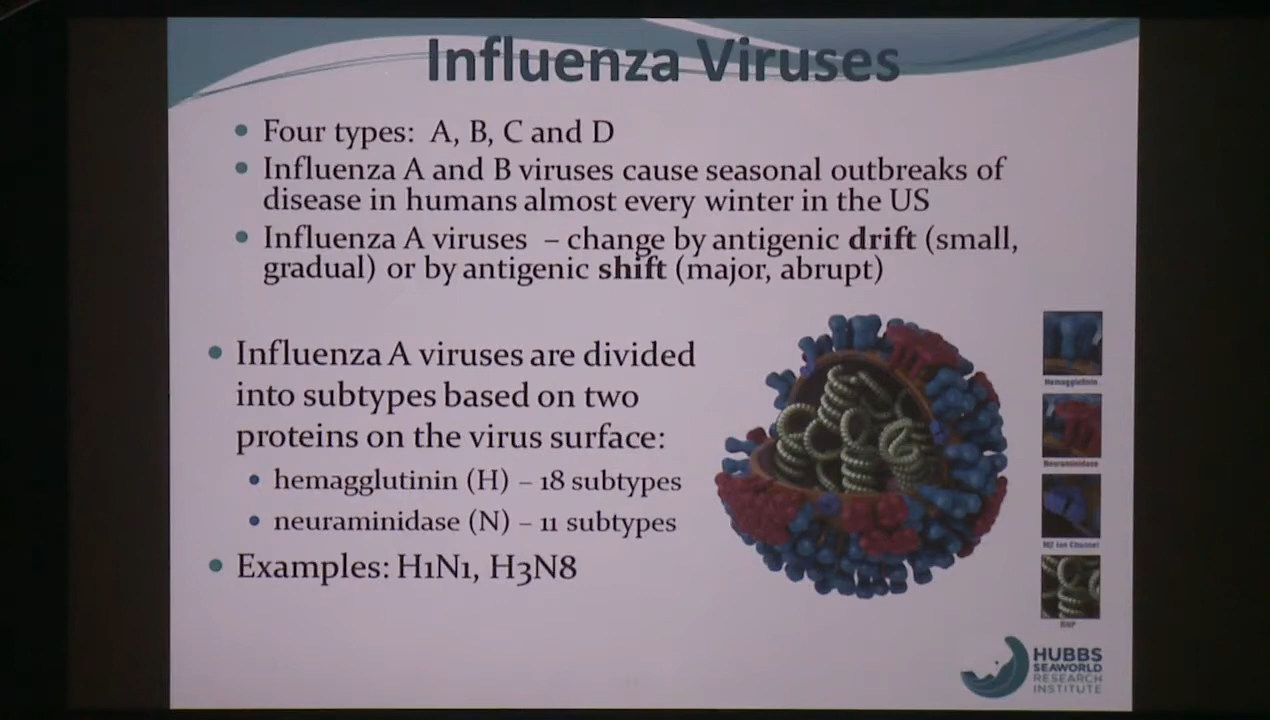 Influenza Viruses
Four types: A, B, C and D
Influenza A and B viruses cause seasonal outbreaks of
disease in humans almost every winter in the US
Influenza A viruses – change by antigenic drift (small,
gradual) or by antigenic shift (major, abrupt)
Influenza A viruses are divided
into subtypes based on two
proteins on the virus surface:
hemagglutinin (H) – 18 subtypes
neuraminidase (N) – 11 subtypes
Examples: H1N1, H3N8
Hemagglutinin
Neuraminidase
M2 Ion Channel
RNP
HUBBS
SEAWORLD
RESEARCH
INSTITUTE